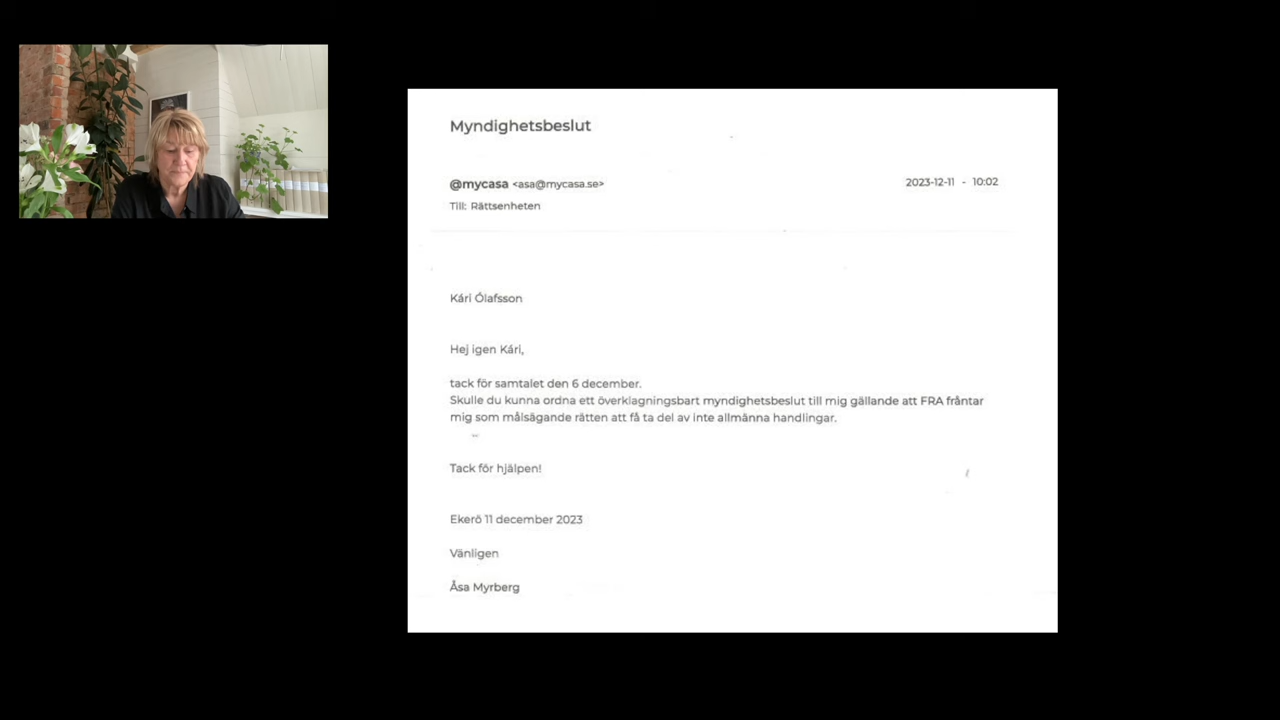 Myndighetsbeslut
@mycasa <asa@mycasa.se>
2023-12-11 - 10:02
Till: Rättsenheten
Kári Ólafsson
Hej igen Kári,
tack för samtalet den 6 december.
Skulle du kunna ordna ett överklagningsbart myndighetsbeslut till mig gällande att FRA fråntar
mig som målsägande rätten att få ta del av inte allmänna handlingar.
Tack för hjälpen!
Ekerö 11 december 2023
Vänligen
Åsa Myrberg